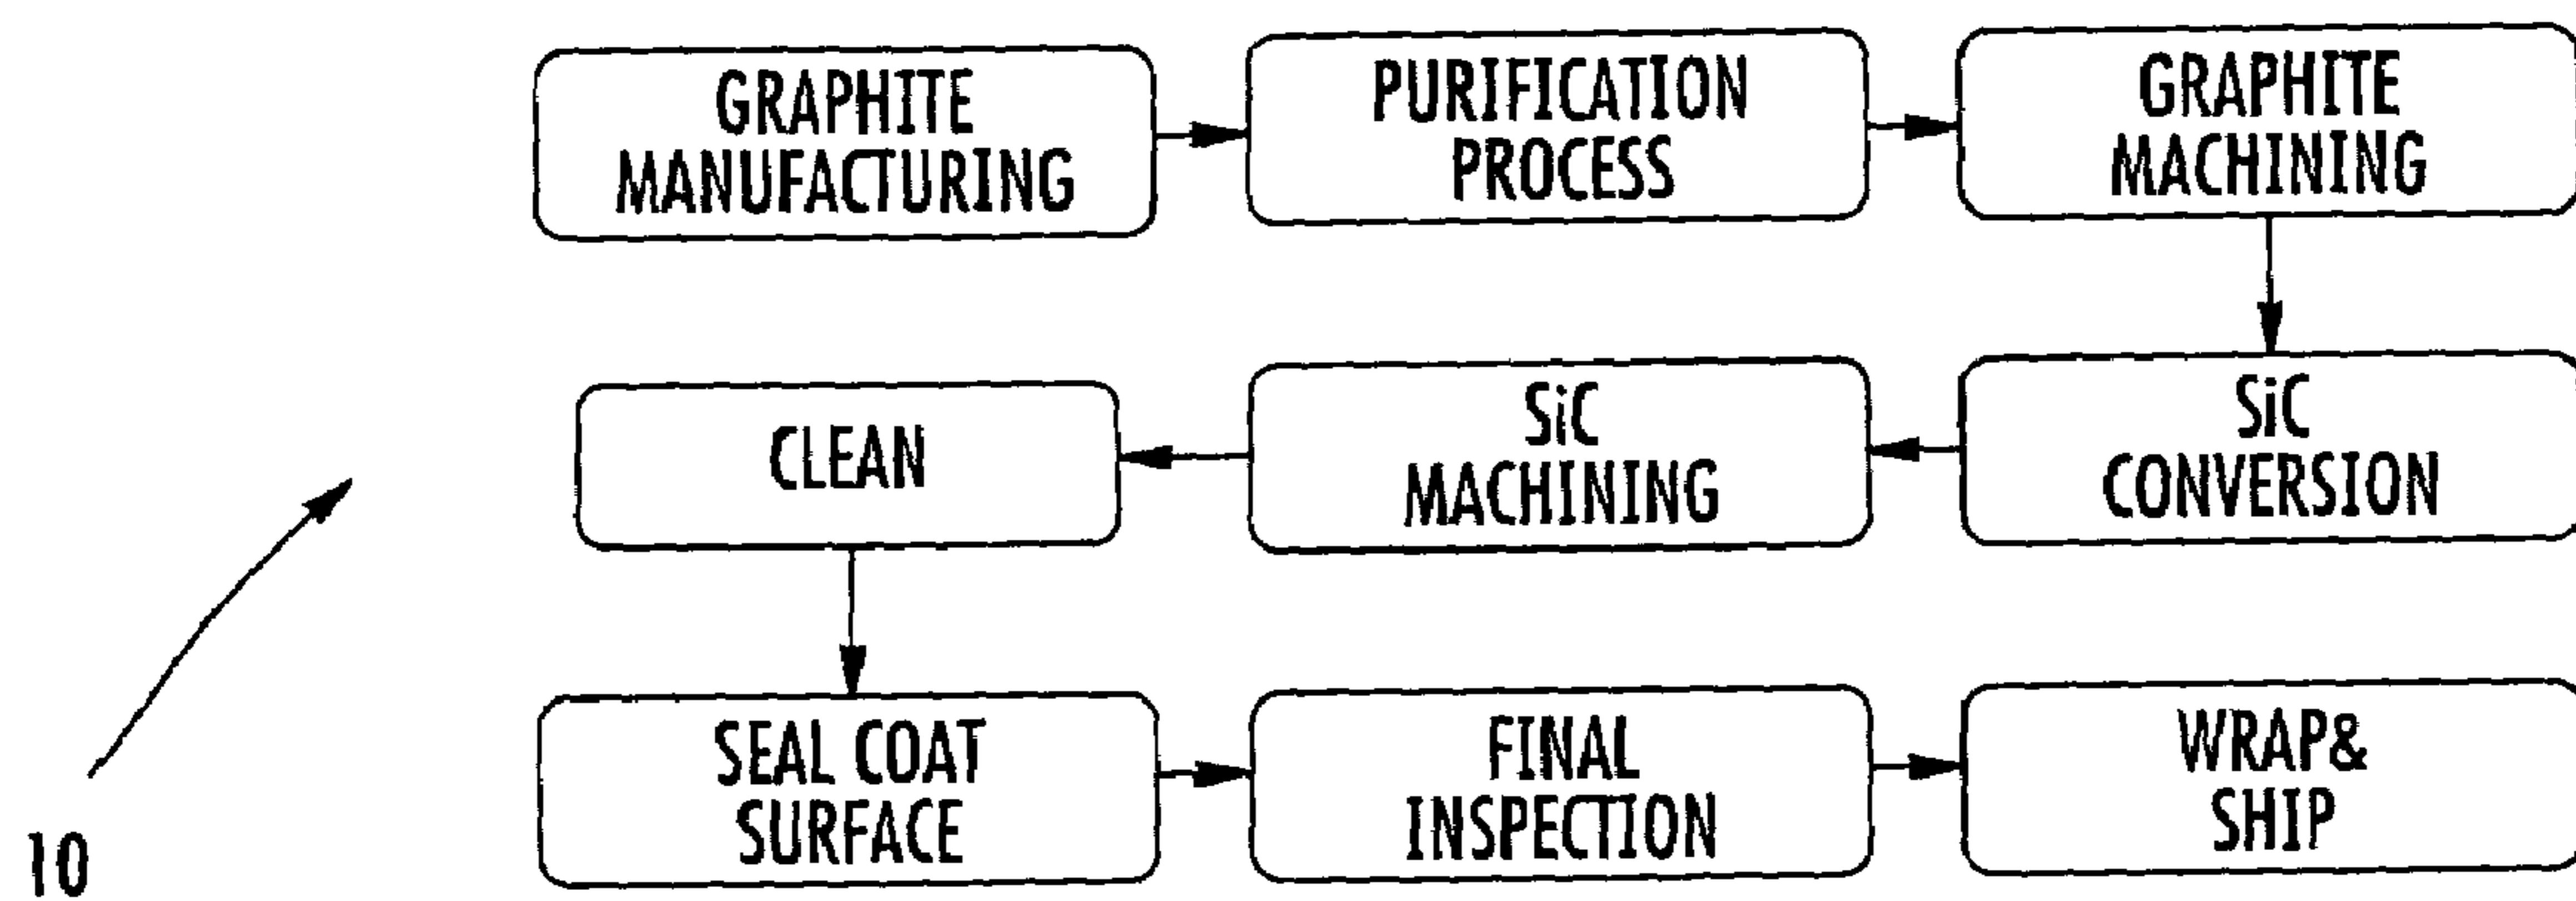 GRAPHITE
MANUFACTURING
PURIFICATION
PROCESS
GRAPHITE
MACHINING
SiC
CONVERSION
SiC
MACHINING
CLEAN
SEAL COAT
SURFACE
FINAL
INSPECTION
WRAP&
SHIP
10